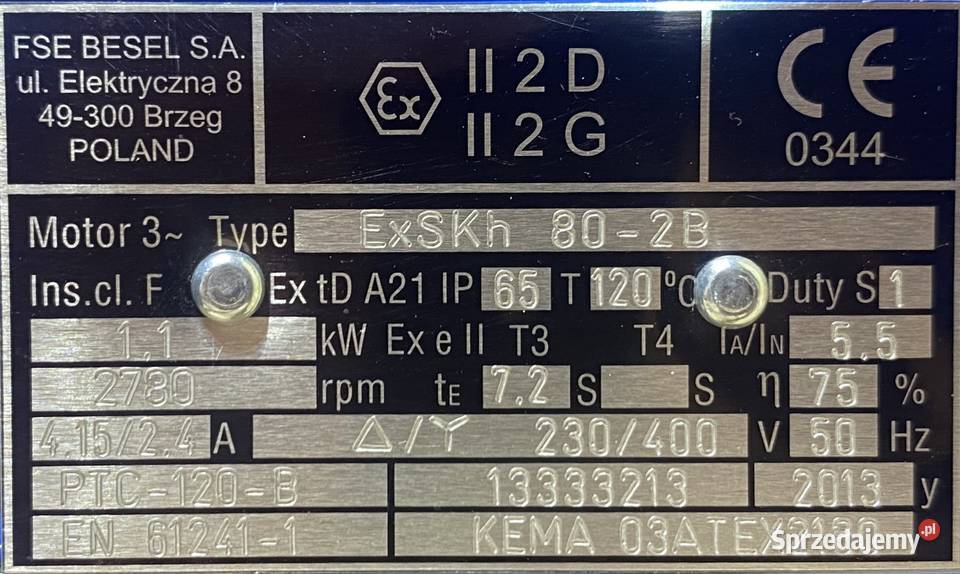 FSE BESEL S.A.
ul. Elektryczna 8
49-300 Brzeg
POLAND
Ex
II 2 D
II 2 G
CE
0344
Motor 3~ Type ExSKh 80-2B
Ins.cl. F Ex tD A21 IP 65 T 120 °C Duty S 1
1,1 kW Ex e II T3 T4 IA/IN 5.5
2780 rpm tE 7.2 s s η 75 %
4.15/2.4 A Δ/Y 230/400 V 50 Hz
PTC-120-B 13333213 2013 y
EN 61241-1 KEMA
Sprzedajemy.pl